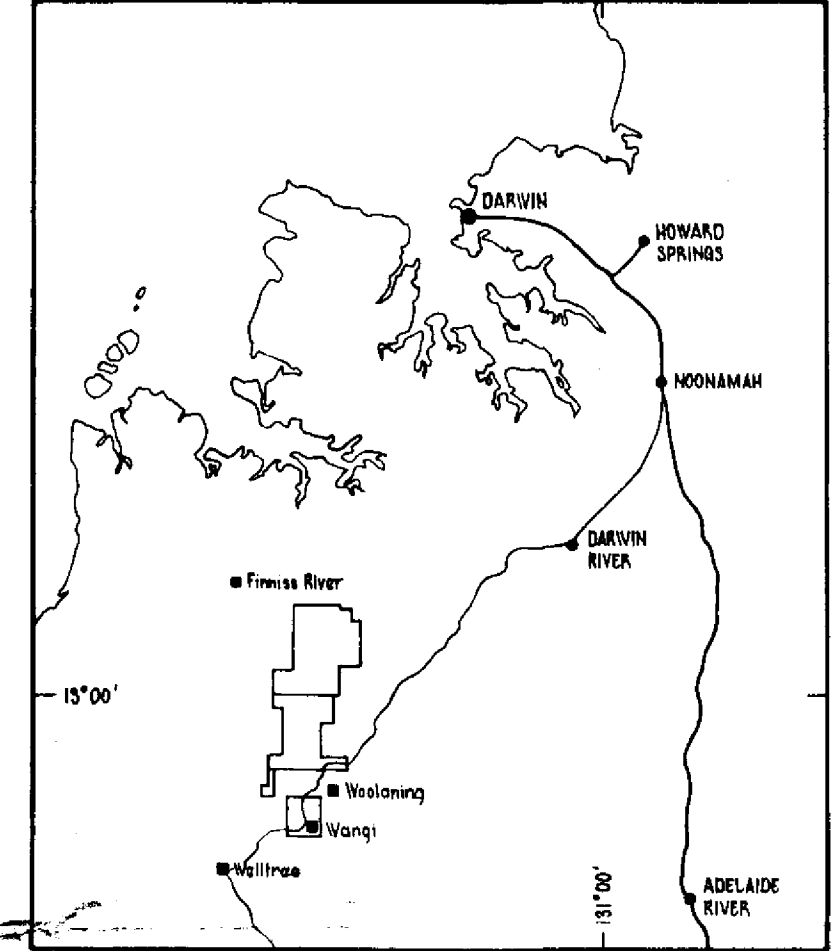 DARWIN
HOWARD
SPRINGS
NOONAMAH
DARWIN
RIVER
Finniss River
13°00'
Woolaning
Wangi
Welltree
131°00'
ADELAIDE
RIVER